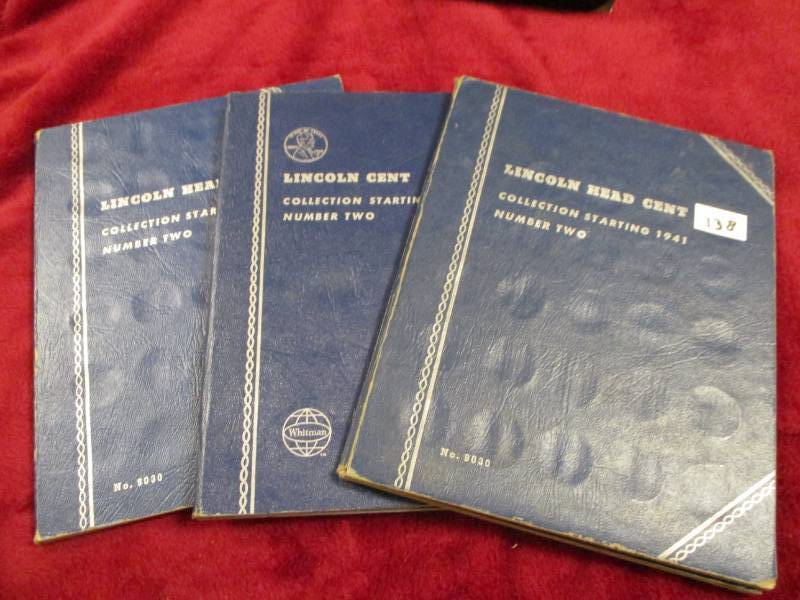 LINCOLN HEAD
COLLECTION STAR
NUMBER TWO
No. 9030
LINCOLN CENT
COLLECTION STARTIN
NUMBER TWO
Whitman
LINCOLN HEAD CENT
COLLECTION STARTING 1941
NUMBER TWO
138
No. 9030